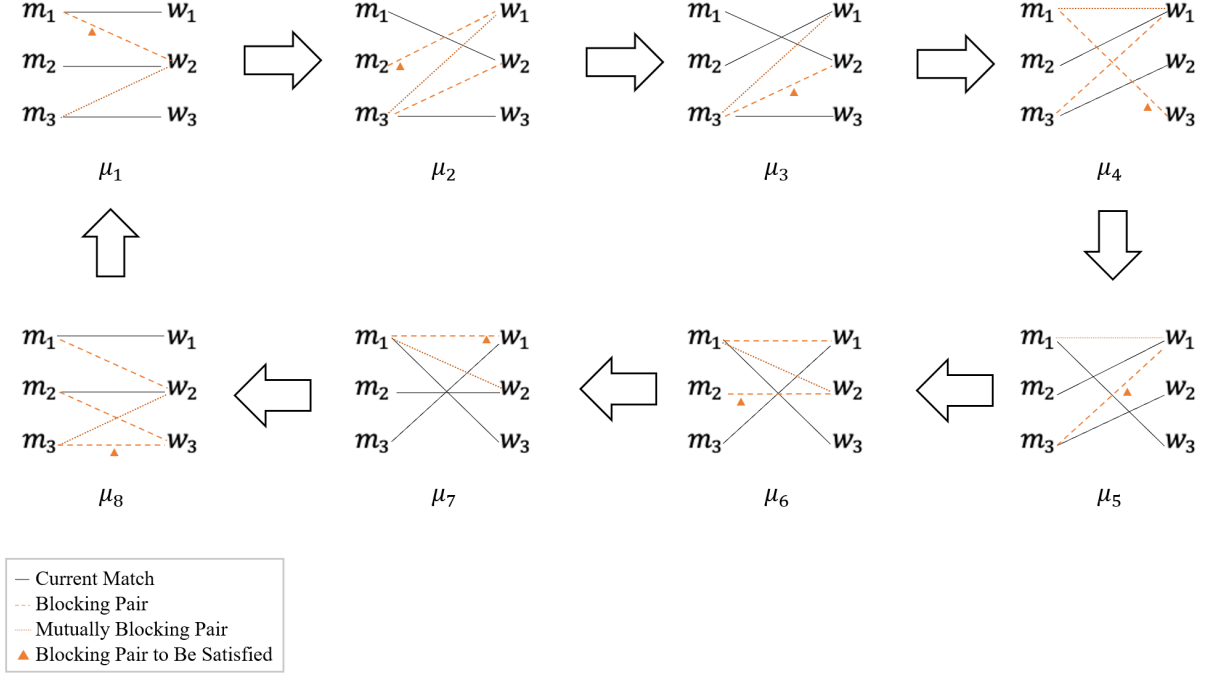 m₁ w₁ m₁ w₁ m₁ w₁ m₁ w₁
m₂ w₂ m₂ w₂ m₂ w₂ m₂ w₂
m₃ w₃ m₃ w₃ m₃ w₃ m₃ w₃
μ₁ μ₂ μ₃ μ₄
m₁ w₁ m₁ w₁ m₁ w₁ m₁ w₁
m₂ w₂ m₂ w₂ m₂ w₂ m₂ w₂
m₃ w₃ m₃ w₃ m₃ w₃ m₃ w₃
μ₈ μ₇ μ₆ μ₅
Current Match
Blocking Pair
Mutually Blocking Pair
Blocking Pair to Be Satisfied